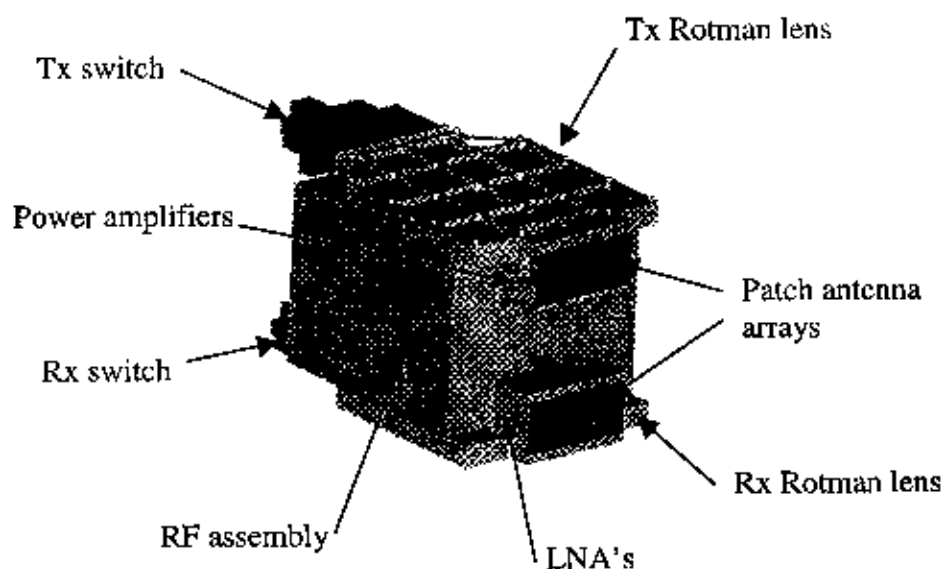 Tx Rotman lens
Tx switch
Power amplifiers
Patch antenna
arrays
Rx switch
Rx Rotman lens
RF assembly
LNA's